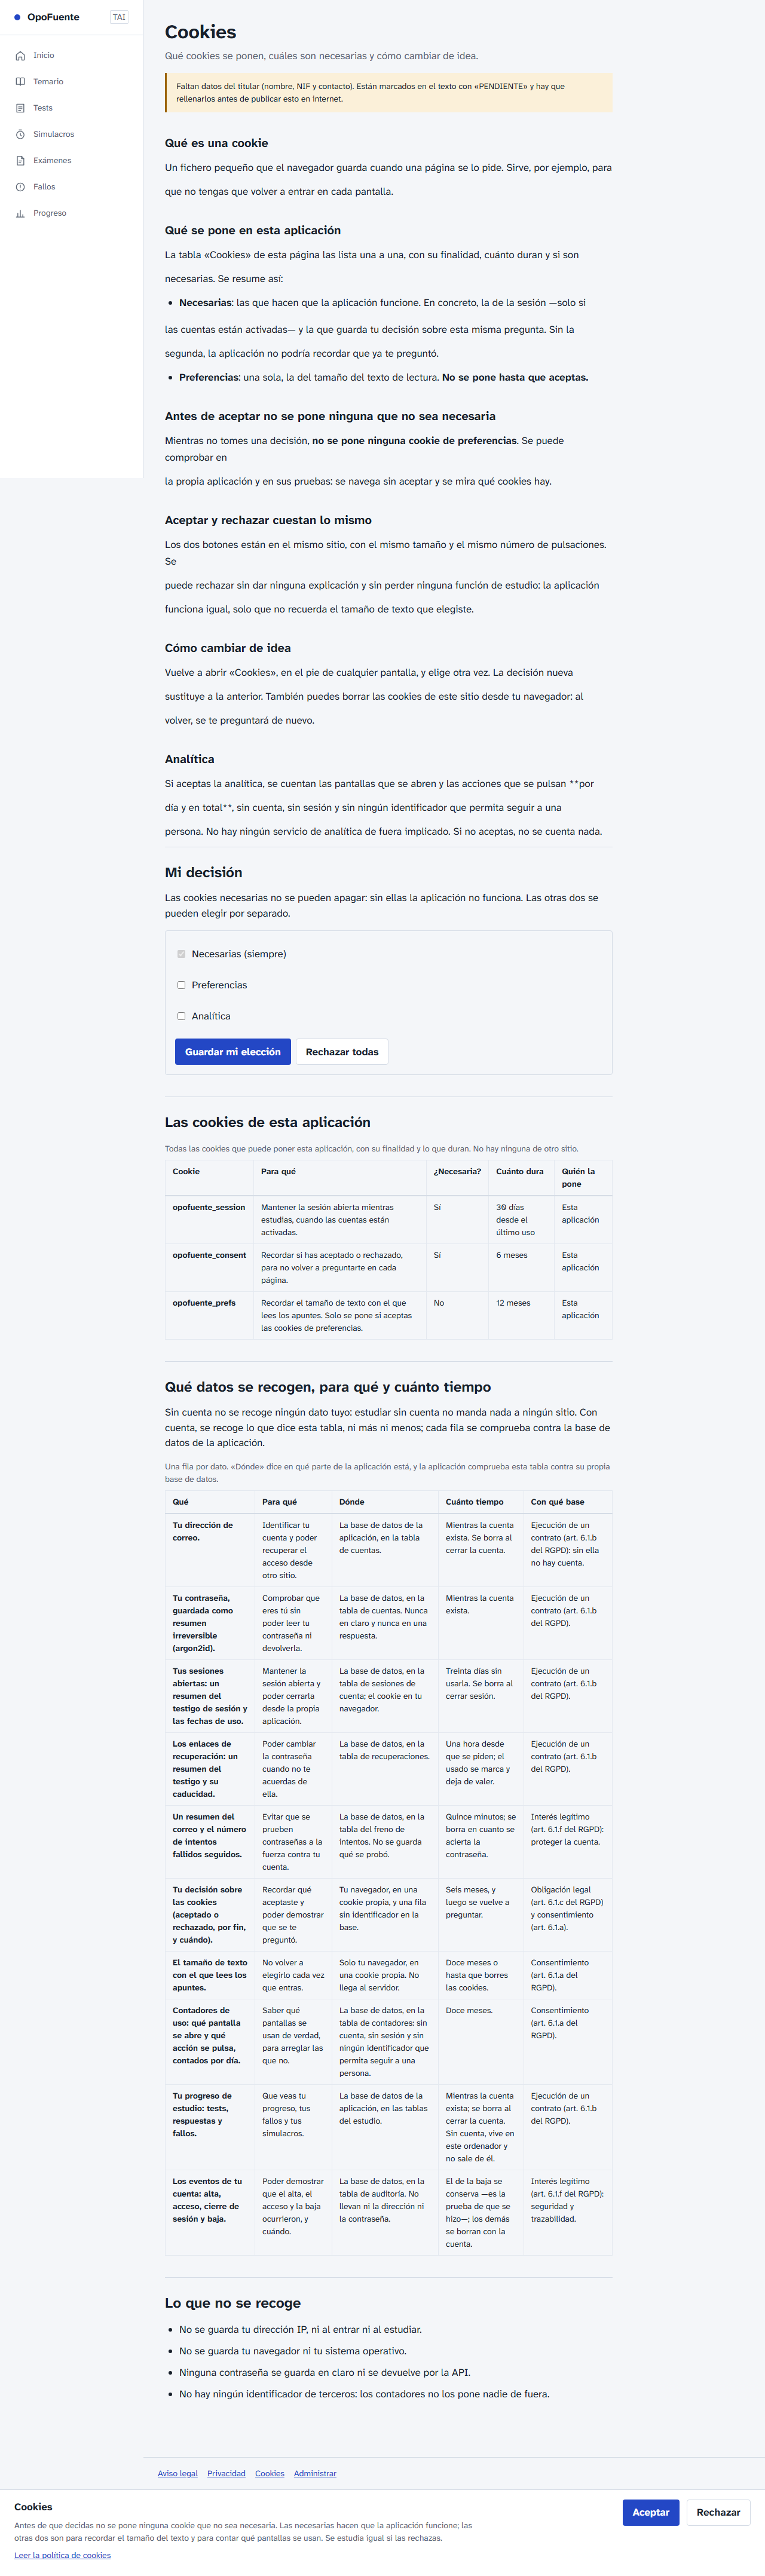 OpoFuente TAI
Inicio
Temario
Tests
Simulacros
Exámenes
Fallos
Progreso
Cookies
Qué cookies se ponen, cuáles son necesarias y cómo cambiar de idea.
Faltan datos del titular (nombre, NIF y contacto). Están marcados en el texto con «PENDIENTE» y hay que
rellenarlos antes de publicar esto en internet.
Qué es una cookie
Un fichero pequeño que el navegador guarda cuando una página se lo pide. Sirve, por ejemplo, para
que no tengas que volver a entrar en cada pantalla.
Qué se pone en esta aplicación
La tabla «Cookies» de esta página las lista una a una, con su finalidad, cuánto duran y si son
necesarias. Se resume así:
• Necesarias: las que hacen que la aplicación funcione. En concreto, la de la sesión —solo si
las cuentas están activadas— y la que guarda tu decisión sobre esta misma pregunta. Sin la
segunda, la aplicación no podría recordar que ya te preguntó.
• Preferencias: una sola, la del tamaño del texto de lectura. No se pone hasta que aceptas.
Antes de aceptar no se pone ninguna que no sea necesaria
Mientras no tomes una decisión, no se pone ninguna cookie de preferencias. Se puede
comprobar en
la propia aplicación y en sus pruebas: se navega sin aceptar y se mira qué cookies hay.
Aceptar y rechazar cuestan lo mismo
Los dos botones están en el mismo sitio, con el mismo tamaño y el mismo número de pulsaciones.
Se
puede rechazar sin dar ninguna explicación y sin perder ninguna función de estudio: la aplicación
funciona igual, solo que no recuerda el tamaño de texto que elegiste.
Cómo cambiar de idea
Vuelve a abrir «Cookies», en el pie de cualquier pantalla, y elige otra vez. La decisión nueva
sustituye a la anterior. También puedes borrar las cookies de este sitio desde tu navegador: al
volver, se te preguntará de nuevo.
Analítica
Si aceptas la analítica, se cuentan las pantallas que se abren y las acciones que se pulsan **por
día y en total**, sin cuenta, sin sesión y sin ningún identificador que permita seguir a una
persona. No hay ningún servicio de analítica de fuera implicado. Si no aceptas, no se cuenta nada.
Mi decisión
Las cookies necesarias no se pueden apagar: sin ellas la aplicación no funciona. Las otras dos se
pueden elegir por separado.
Necesarias (siempre)
Preferencias
Analítica
Guardar mi elección Rechazar todas
Las cookies de esta aplicación
Todas las cookies que puede poner esta aplicación, con su finalidad y lo que duran. No hay ninguna de otro sitio.
Cookie Para qué ¿Necesaria? Cuánto dura Quién la
pone
opofuente_session Mantener la sesión abierta mientras Sí 30 días Esta
estudias, cuando las cuentas están desde el aplicación
activadas. último uso
opofuente_consent Recordar si has aceptado o rechazado, Sí 6 meses Esta
para no volver a preguntarte en cada aplicación
página.
opofuente_prefs Recordar el tamaño de texto con el que No 12 meses Esta
lees los apuntes. Solo se pone si aceptas aplicación
las cookies de preferencias.
Qué datos se recogen, para qué y cuánto tiempo
Sin cuenta no se recoge ningún dato tuyo: estudiar sin cuenta no manda nada a ningún sitio. Con
cuenta, se recoge lo que dice esta tabla, ni más ni menos; cada fila se comprueba contra la base de
datos de la aplicación.
Una fila por dato. «Dónde» dice en qué parte de la aplicación está, y la aplicación comprueba esta tabla contra su propia
base de datos.
Qué Para qué Dónde Cuánto tiempo Con qué base
Tu dirección de Identificar tu La base de datos de la Mientras la cuenta Ejecución de un
correo. cuenta y poder aplicación, en la tabla exista. Se borra al contrato (art. 6.1.b
recuperar el de cuentas. cerrar la cuenta. del RGPD): sin ella
acceso desde no hay cuenta.
otro sitio.
Tu contraseña, Comprobar que La base de datos, en la Mientras la cuenta Ejecución de un
guardada como eres tú sin tabla de cuentas. Nunca exista. contrato (art. 6.1.b
resumen poder leer tu en claro y nunca en una del RGPD).
irreversible contraseña ni respuesta.
(argon2id). devolverla.
Tus sesiones Mantener la La base de datos, en la Treinta días sin Ejecución de un
abiertas: un sesión abierta y tabla de sesiones de usarla. Se borra al contrato (art. 6.1.b
resumen del poder cerrarla cuenta; el cookie en tu cerrar sesión. del RGPD).
testigo de sesión y desde la propia navegador.
las fechas de uso. aplicación.
Los enlaces de Poder cambiar La base de datos, en la Una hora desde Ejecución de un
recuperación: un la contraseña tabla de recuperaciones. que se piden; el contrato (art. 6.1.b
resumen del cuando no te usado se marca y del RGPD).
testigo y su acuerdas de deja de valer.
caducidad. ella.
Un resumen del Evitar que se La base de datos, en la Quince minutos; se Interés legítimo
correo y el número prueben tabla del freno de borra en cuanto se (art. 6.1.f del RGPD):
de intentos contraseñas a la intentos. No se guarda acierta la proteger la cuenta.
fallidos seguidos. fuerza contra tu qué se probó. contraseña.
cuenta.
Tu decisión sobre Recordar qué Tu navegador, en una Seis meses, y Obligación legal
las cookies aceptaste y cookie propia, y una fila luego se vuelve a (art. 6.1.c del RGPD)
(aceptado o poder demostrar sin identificador en la preguntar. y consentimiento
rechazado, por fin, que se te base. (art. 6.1.a).
y cuándo). preguntó.
El tamaño de texto No volver a Solo tu navegador, en Doce meses o Consentimiento
con el que lees los elegirlo cada vez una cookie propia. No hasta que borres (art. 6.1.a del
apuntes. que entras. llega al servidor. las cookies. RGPD).
Contadores de Saber qué La base de datos, en la Doce meses. Consentimiento
uso: qué pantalla pantallas se tabla de contadores: sin (art. 6.1.a del
se abre y qué usan de verdad, cuenta, sin sesión y sin RGPD).
acción se pulsa, para arreglar las ningún identificador que
contados por día. que no. permita seguir a una
persona.
Tu progreso de Que veas tu La base de datos de la Mientras la cuenta Ejecución de un
estudio: tests, progreso, tus aplicación, en las tablas exista; se borra al contrato (art. 6.1.b
respuestas y fallos y tus del estudio. cerrar la cuenta. del RGPD).
fallos. simulacros. Sin cuenta, vive en
este ordenador y
no sale de él.
Los eventos de tu Poder demostrar La base de datos, en la El de la baja se Interés legítimo
cuenta: alta, que el alta, el tabla de auditoría. No conserva —es la (art. 6.1.f del RGPD):
acceso, cierre de acceso y la baja llevan ni la dirección ni prueba de que se seguridad y
sesión y baja. ocurrieron, y la contraseña. hizo—; los demás trazabilidad.
cuándo. se borran con la
cuenta.
Lo que no se recoge
• No se guarda tu dirección IP, ni al entrar ni al estudiar.
• No se guarda tu navegador ni tu sistema operativo.
• Ninguna contraseña se guarda en claro ni se devuelve por la API.
• No hay ningún identificador de terceros: los contadores no los pone nadie de fuera.
Aviso legal Privacidad Cookies Administrar
Cookies
Antes de que decidas no se pone ninguna cookie que no sea necesaria. Las necesarias hacen que la aplicación funcione; las
otras dos son para recordar el tamaño del texto y para contar qué pantallas se usan. Se estudia igual si las rechazas.
Leer la política de cookies
Aceptar Rechazar